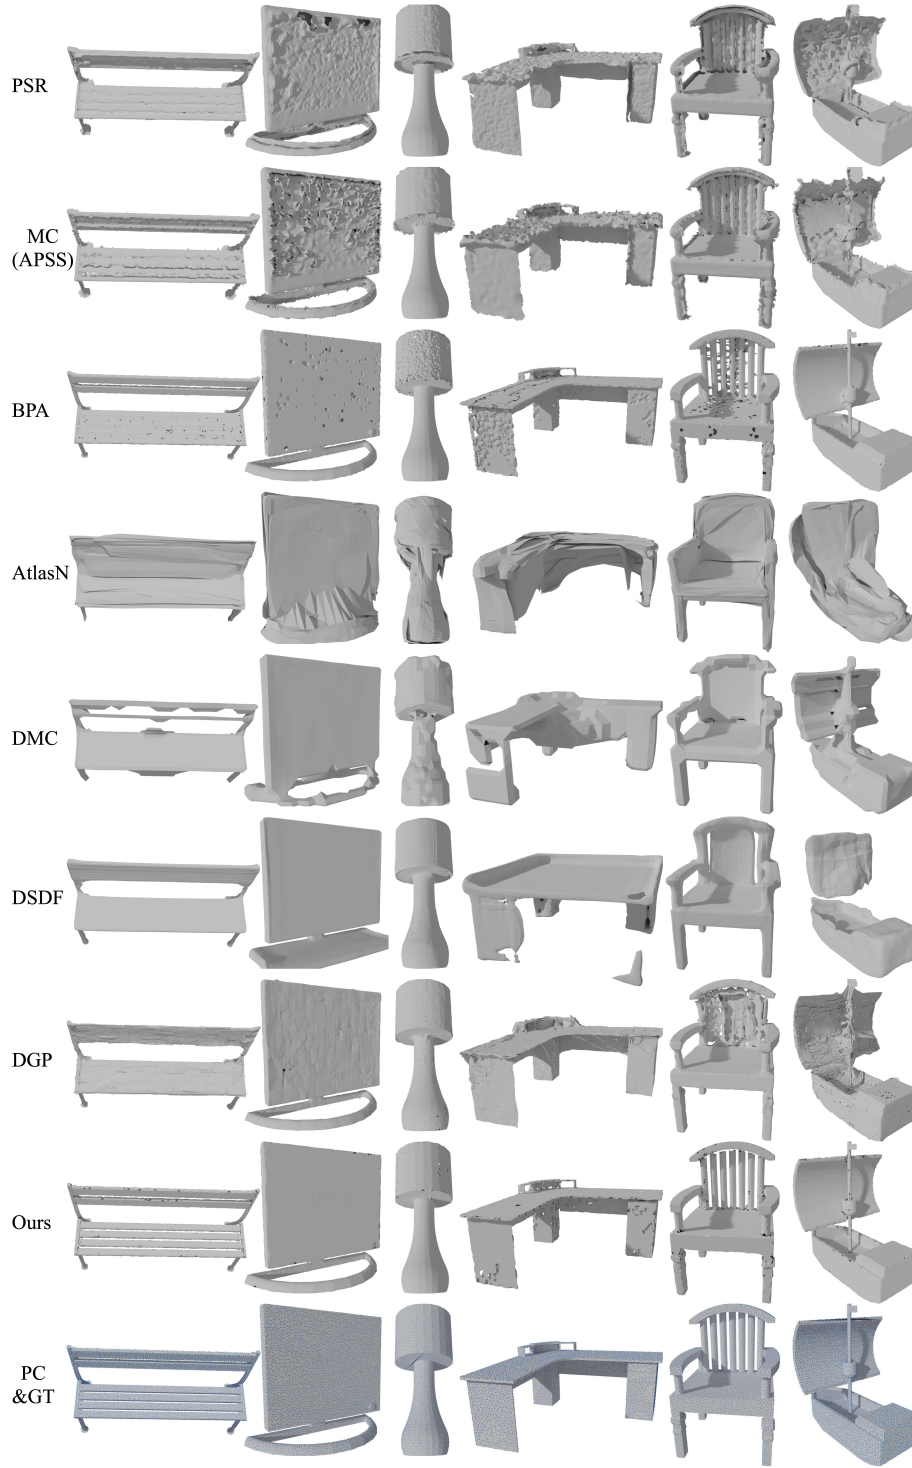 PSR
MC
(APSS)
BPA
AtlasN
DMC
DSDF
DGP
Ours
PC
&GT